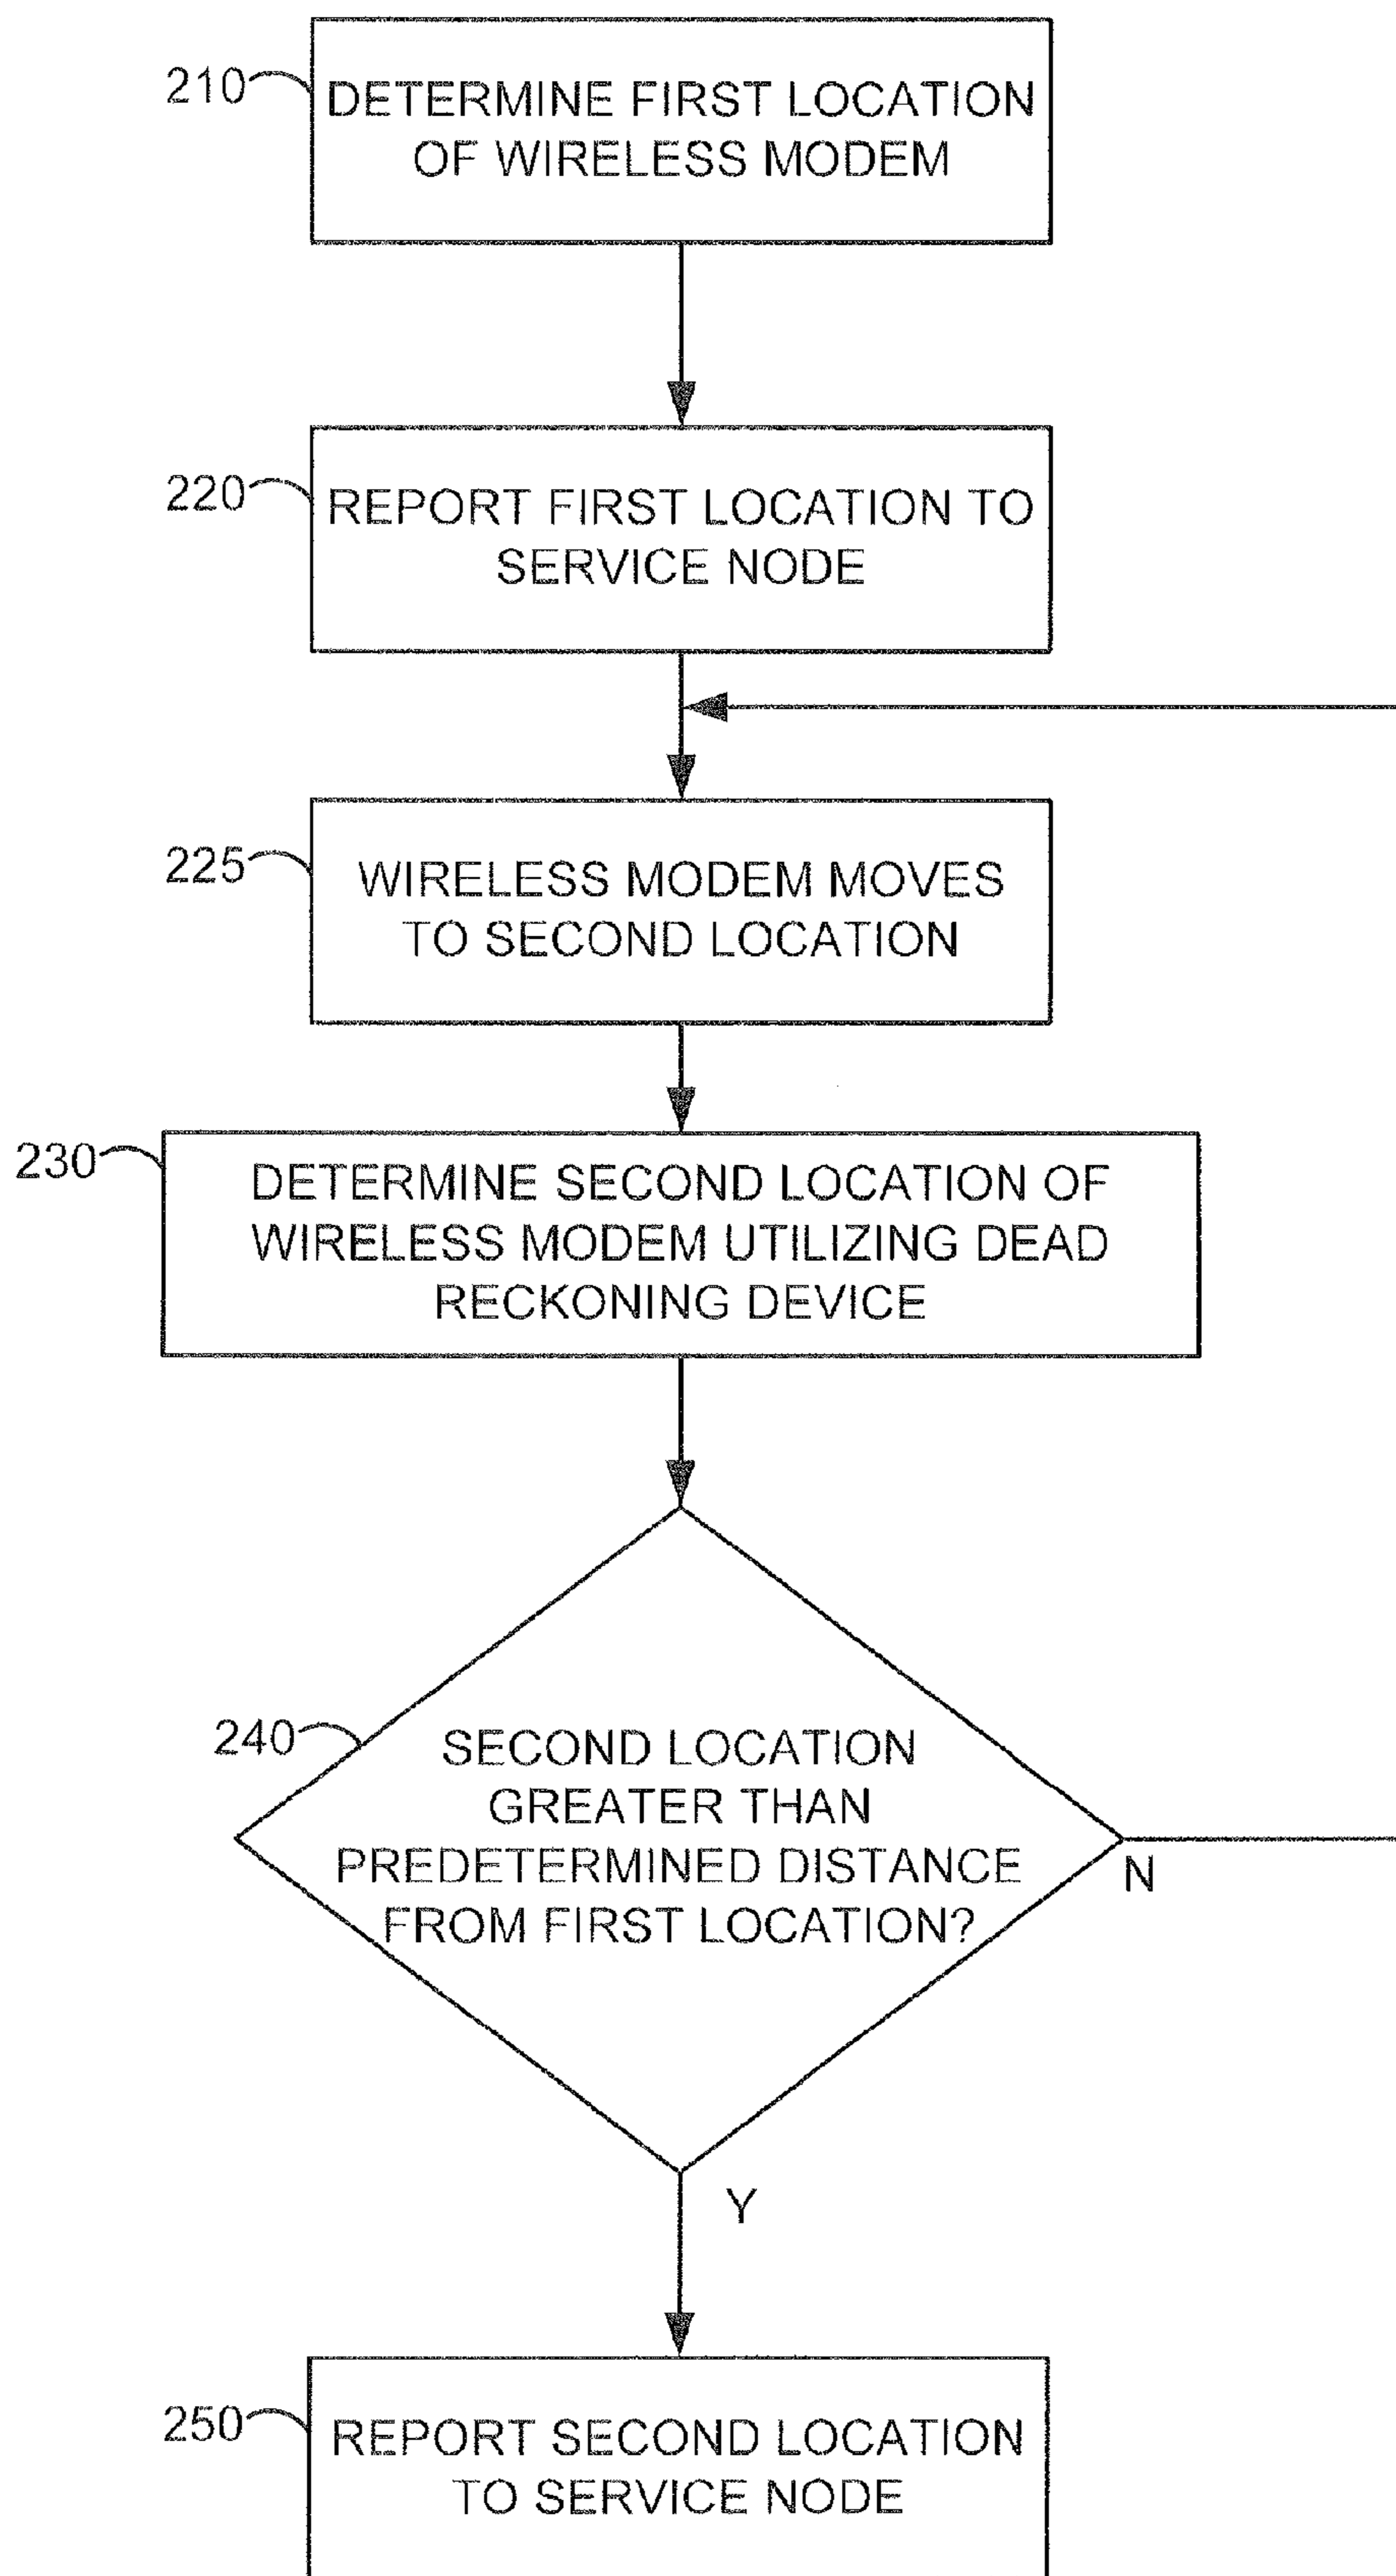 210
DETERMINE FIRST LOCATION
OF WIRELESS MODEM
220
REPORT FIRST LOCATION TO
SERVICE NODE
225
WIRELESS MODEM MOVES
TO SECOND LOCATION
230
DETERMINE SECOND LOCATION OF
WIRELESS MODEM UTILIZING DEAD
RECKONING DEVICE
240
SECOND LOCATION
GREATER THAN
PREDETERMINED DISTANCE
FROM FIRST LOCATION?
N
Y
250
REPORT SECOND LOCATION
TO SERVICE NODE